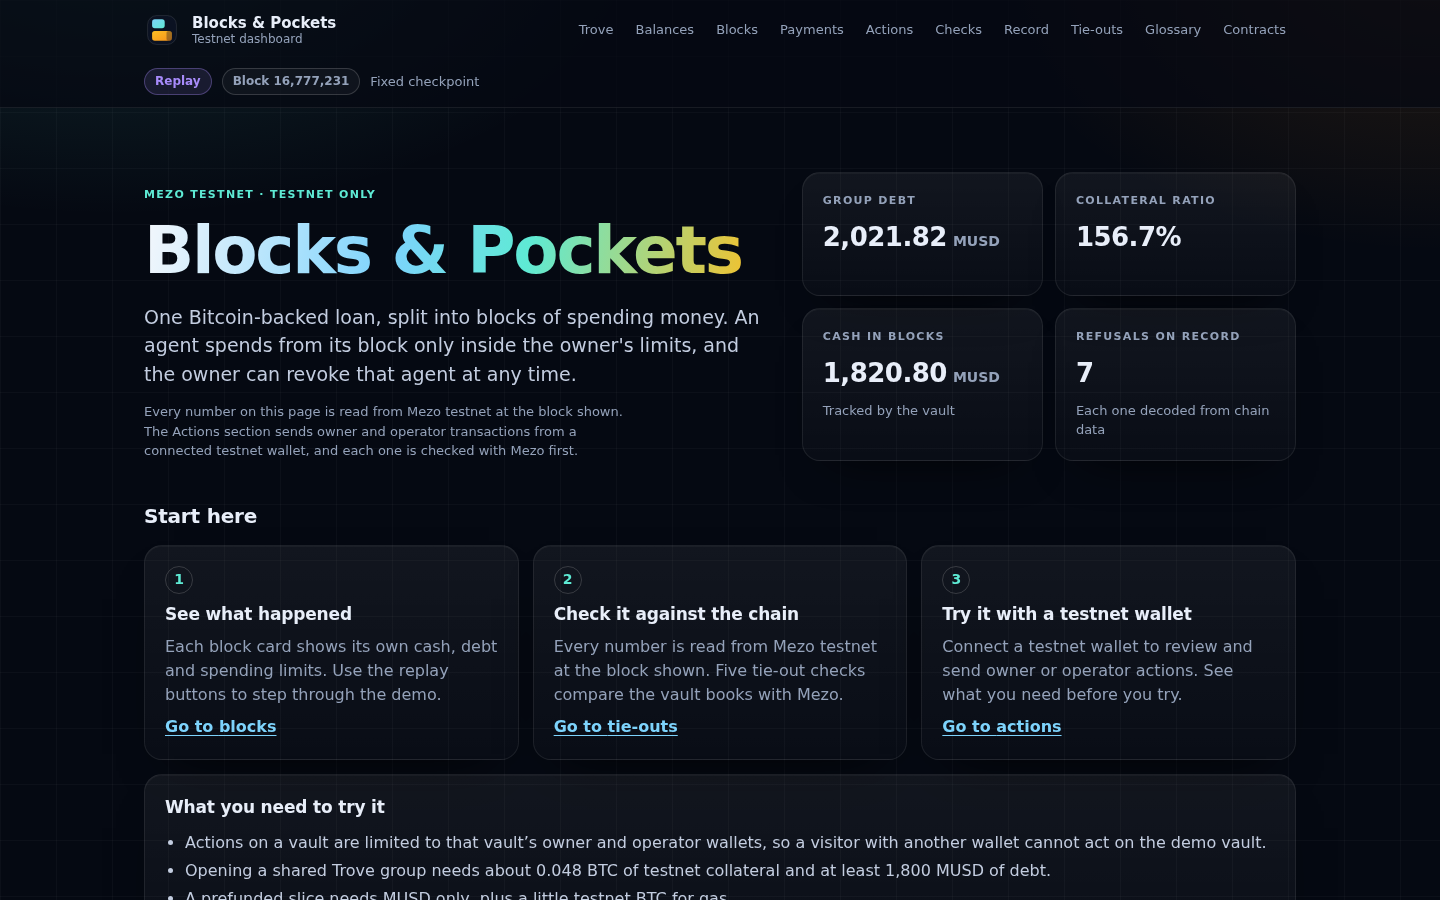 Blocks & Pockets
Testnet dashboard
Trove Balances Blocks Payments Actions Checks Record Tie-outs Glossary Contracts
Replay Block 16,777,231 Fixed checkpoint
MEZO TESTNET · TESTNET ONLY
Blocks & Pockets
One Bitcoin-backed loan, split into blocks of spending money. An
agent spends from its block only inside the owner's limits, and
the owner can revoke that agent at any time.
Every number on this page is read from Mezo testnet at the block shown.
The Actions section sends owner and operator transactions from a
connected testnet wallet, and each one is checked with Mezo first.
GROUP DEBT
2,021.82 MUSD
COLLATERAL RATIO
156.7%
CASH IN BLOCKS
1,820.80 MUSD
Tracked by the vault
REFUSALS ON RECORD
7
Each one decoded from chain
data
Start here
1
See what happened
Each block card shows its own cash, debt
and spending limits. Use the replay
buttons to step through the demo.
Go to blocks
2
Check it against the chain
Every number is read from Mezo testnet
at the block shown. Five tie-out checks
compare the vault books with Mezo.
Go to tie-outs
3
Try it with a testnet wallet
Connect a testnet wallet to review and
send owner or operator actions. See
what you need before you try.
Go to actions
What you need to try it
• Actions on a vault are limited to that vault’s owner and operator wallets, so a visitor with another wallet cannot act on the demo vault.
• Opening a shared Trove group needs about 0.048 BTC of testnet collateral and at least 1,800 MUSD of debt.
• A prefunded slice needs MUSD only, plus a little testnet BTC for gas.